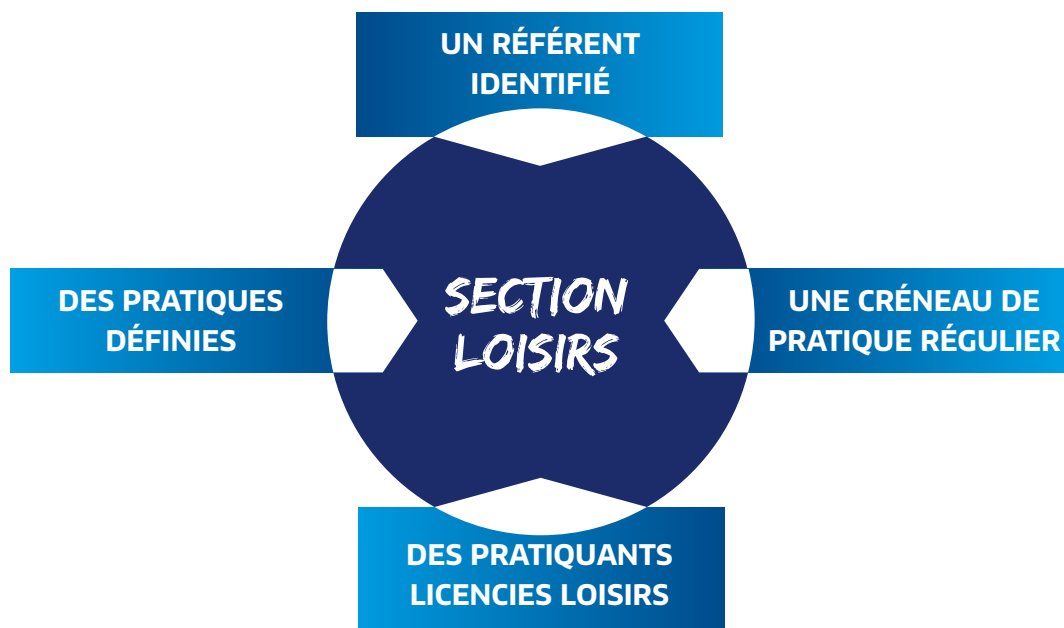 UN RÉFÉRENT
IDENTIFIÉ
DES PRATIQUES
DÉFINIES
SECTION
LOISIRS
UNE CRÉNEAU DE
PRATIQUE RÉGULIER
DES PRATIQUANTS
LICENCIES LOISIRS